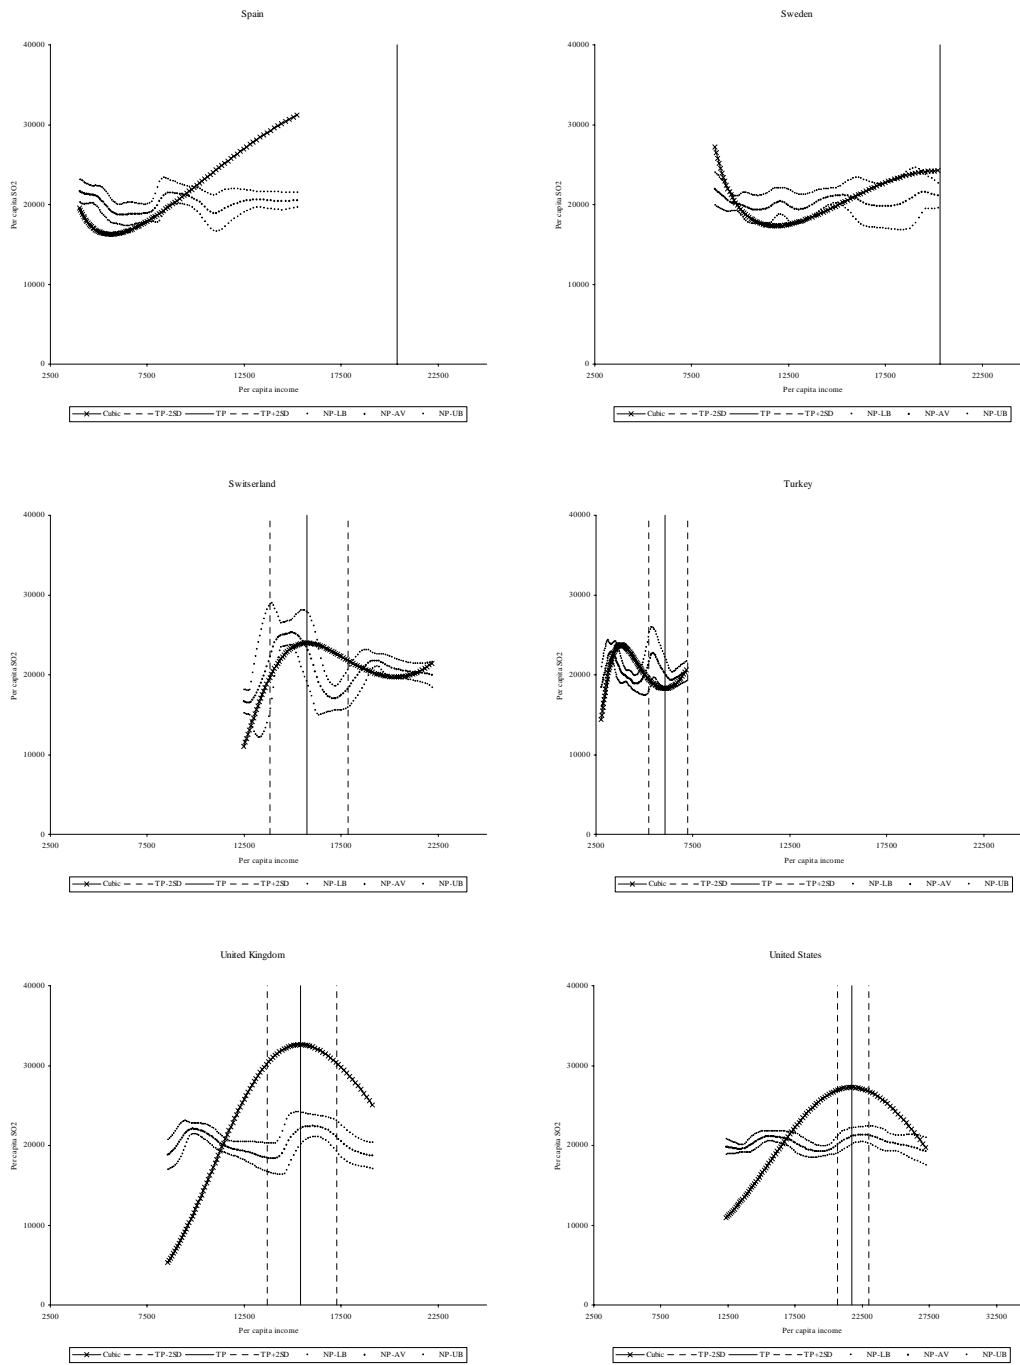 Spain
40000
30000
20000
10000
0
Per capita SO2
2500 7500 12500 17500 22500
Per capita income
Cubic TP-2SD TP TP+2SD NP-LB NP-AV NP-UB
Sweden
40000
30000
20000
10000
0
Per capita SO2
2500 7500 12500 17500 22500
Per capita income
Cubic TP-2SD TP TP+2SD NP-LB NP-AV NP-UB
Switserland
40000
30000
20000
10000
0
Per capita SO2
2500 7500 12500 17500 22500
Per capita income
Cubic TP-2SD TP TP+2SD NP-LB NP-AV NP-UB
Turkey
40000
30000
20000
10000
0
Per capita SO2
2500 7500 12500 17500 22500
Per capita income
Cubic TP-2SD TP TP+2SD NP-LB NP-AV NP-UB
United Kingdom
40000
30000
20000
10000
0
Per capita SO2
2500 7500 12500 17500 22500
Per capita income
Cubic TP-2SD TP TP+2SD NP-LB NP-AV NP-UB
United States
40000
30000
20000
10000
0
Per capita SO2
2500 7500 12500 17500 22500 27500 32500
Per capita income
Cubic TP-2SD TP TP+2SD NP-LB NP-AV NP-UB